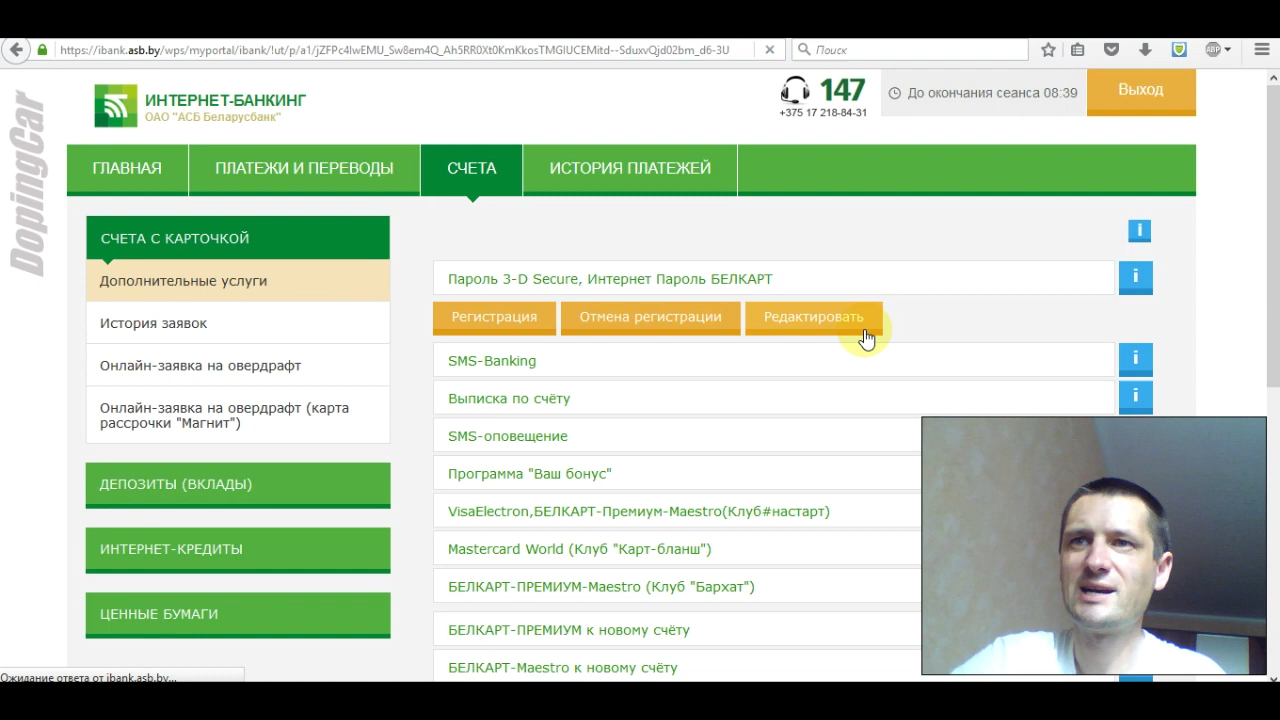 https://ibank.asb.by/wps/myportal/ibank/!ut/p/a1/jZFPc4IwEMU_Sw8em4Q_Ah5RR0Xt0KmKkosTMGlUCEMitd--SduxvQjd02bm_d6-3U
Поиск
ABP
DopingCar
ИНТЕРНЕТ-БАНКИНГ
ОАО "АСБ Беларусбанк"
147
+375 17 218-84-31
До окончания сеанса 08:39
Выход
ГЛАВНАЯ
ПЛАТЕЖИ И ПЕРЕВОДЫ
СЧЕТА
ИСТОРИЯ ПЛАТЕЖЕЙ
СЧЕТА С КАРТОЧКОЙ
Дополнительные услуги
История заявок
Онлайн-заявка на овердрафт
Онлайн-заявка на овердрафт (карта
рассрочки "Магнит")
ДЕПОЗИТЫ (ВКЛАДЫ)
ИНТЕРНЕТ-КРЕДИТЫ
ЦЕННЫЕ БУМАГИ
i
Пароль 3-D Secure, Интернет Пароль БЕЛКАРТ
i
Регистрация
Отмена регистрации
Редактировать
SMS-Banking
i
Выписка по счёту
i
SMS-оповещение
Программа "Ваш бонус"
VisaElectron,БЕЛКАРТ-Премиум-Maestro(Клуб#настарт)
Mastercard World (Клуб "Карт-бланш")
БЕЛКАРТ-ПРЕМИУМ-Maestro (Клуб "Бархат")
БЕЛКАРТ-ПРЕМИУМ к новому счёту
БЕЛКАРТ-Maestro к новому счёту
Ожидание ответа от ibank.asb.by...